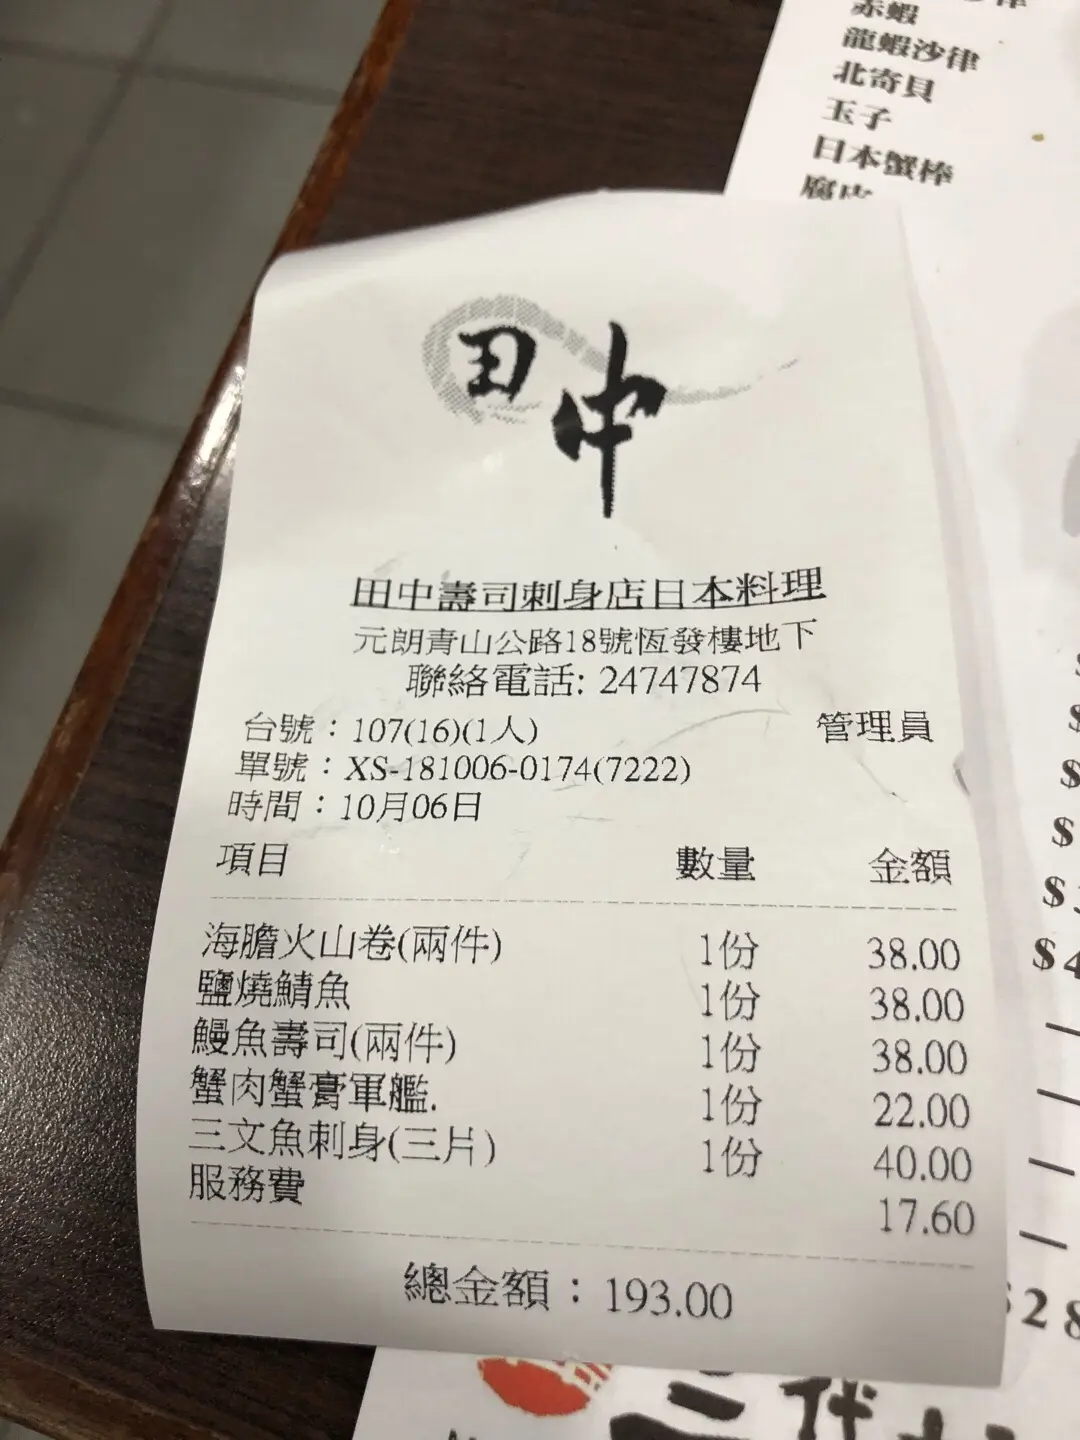 赤蝦
龍蝦沙律
北寄貝
玉子
日本蟹棒
腐皮
田中
田中壽司刺身店日本料理
元朗青山公路18號恆發樓地下
聯絡電話: 24747874
台號：107(16)(1人) 管理員
單號：XS-181006-0174(7222)
時間：10月06日
項目 數量 金額
海膽火山卷(兩件) 1份 38.00
鹽燒鯖魚 1份 38.00
鰻魚壽司(兩件) 1份 38.00
蟹肉蟹膏軍艦. 1份 22.00
三文魚刺身(三片) 1份 40.00
服務費 17.60
總金額：193.00